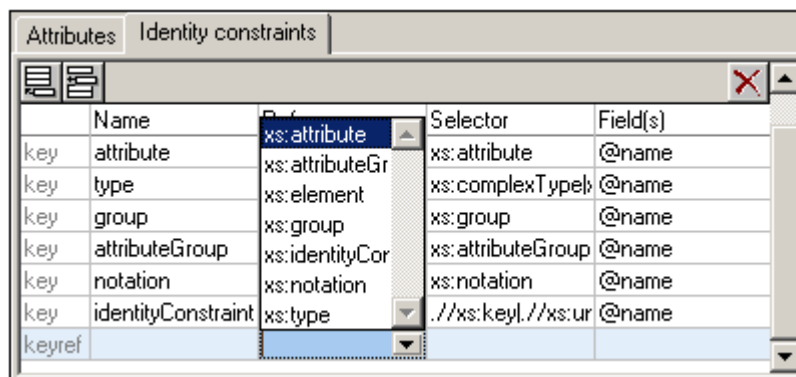 Attributes Identity constraints
Name Selector Field(s)
key attribute xs:attribute xs:attribute @name
key type xs:attributeGr xs:complexType @name
xs:element
key group xs:group xs:group @name
key attributeGroup xs:identityCor xs:attributeGroup @name
key notation xs:notation xs:notation @name
key identityConstraint xs:type .//xs:key|.//xs:ur @name
keyref